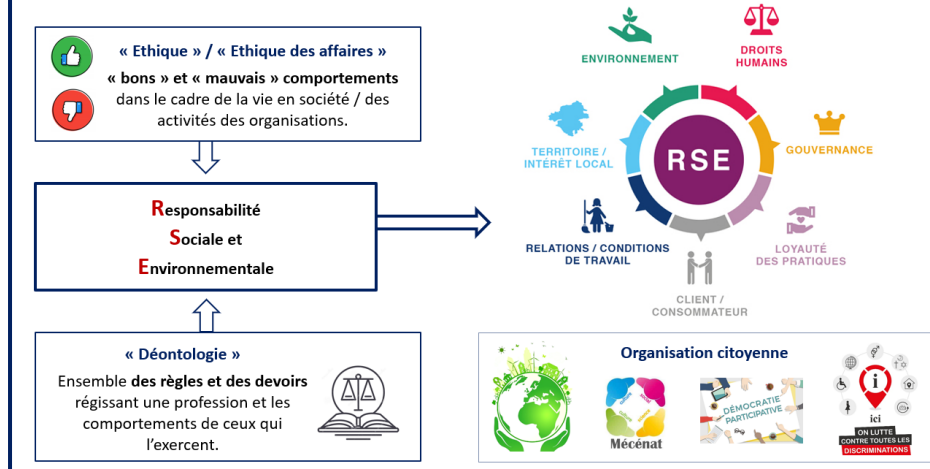 « Ethique » / « Ethique des affaires »
« bons » et « mauvais » comportements
dans le cadre de la vie en société / des
activités des organisations.
Responsabilité
Sociale et
Environnementale
« Déontologie »
Ensemble des règles et des devoirs
régissant une profession et les
comportements de ceux qui
l'exercent.
ENVIRONNEMENT
DROITS
HUMAINS
TERRITOIRE /
INTÉRÊT LOCAL
RSE
GOUVERNANCE
RELATIONS / CONDITIONS
DE TRAVAIL
LOYAUTÉ
DES PRATIQUES
CLIENT /
CONSOMMATEUR
Organisation citoyenne
Mécénat
DÉMOCRATIE
PARTICIPATIVE
i
ici
ON LUTTE
CONTRE TOUTES LES
DISCRIMINATIONS